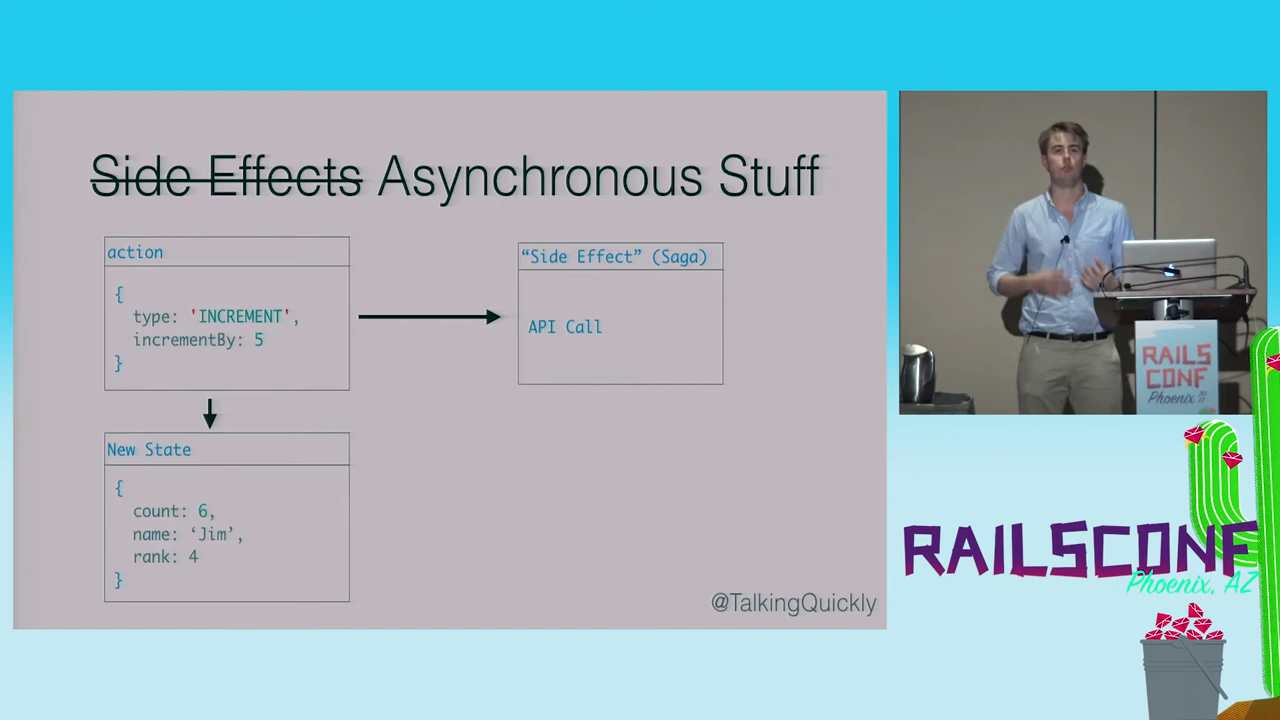 Side Effects Asynchronous Stuff
action
{
type: 'INCREMENT',
incrementBy: 5
}
“Side Effect” (Saga)
API Call
New State
{
count: 6,
name: ‘Jim’,
rank: 4
}
@TalkingQuickly
RAILS
CONF
Phoenix
RAILSCONF
Phoenix, AZ